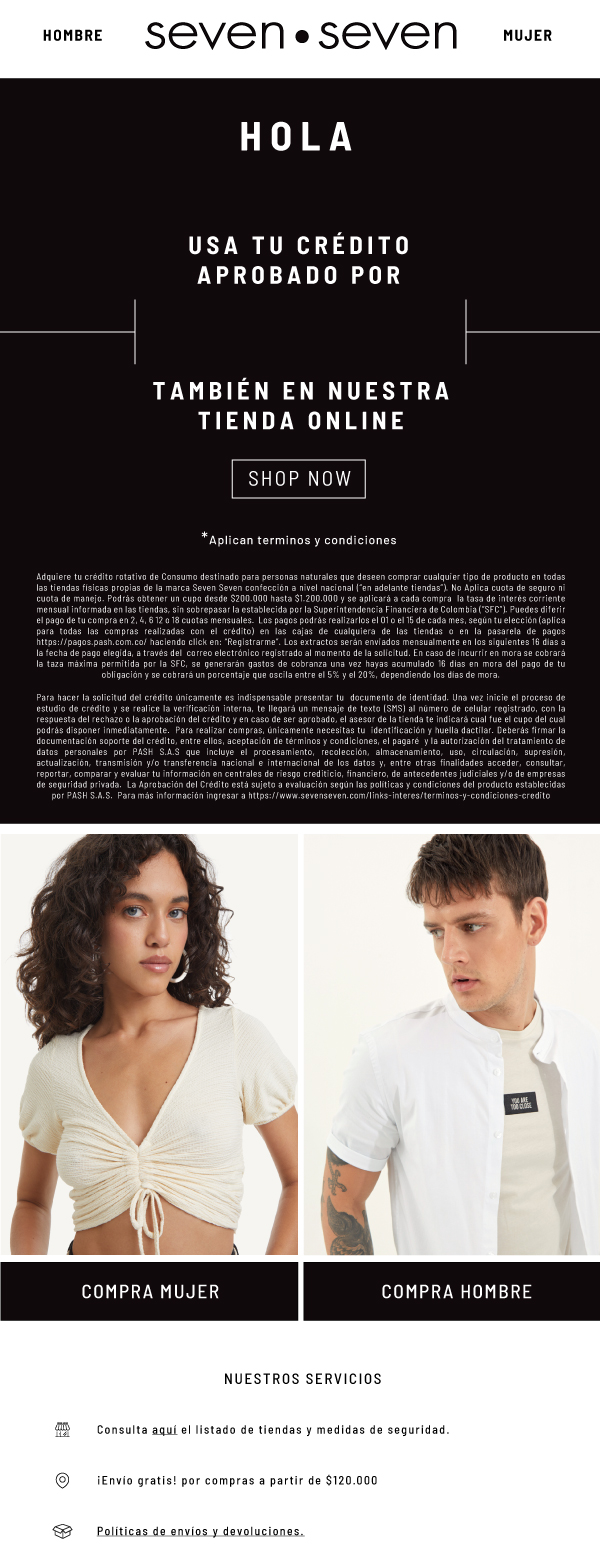 HOMBRE
seven • seven
MUJER
HOLA
USA TU CRÉDITO
APROBADO POR
TAMBIÉN EN NUESTRA
TIENDA ONLINE
SHOP NOW
*Aplican terminos y condiciones
Adquiere tu crédito rotativo de Consumo destinado para personas naturales que deseen comprar cualquier tipo de producto en todas
las tiendas físicas propias de la marca Seven Seven confección a nivel nacional ("en adelante tiendas"). No Aplica cuota de seguro ni
cuota de manejo. Podrás obtener un cupo desde $200.000 hasta $1.200.000 y se aplicará a cada compra la tasa de interés corriente
mensual informada en las tiendas, sin sobrepasar la establecida por la Superintendencia Financiera de Colombia ("SFC"). Puedes diferir
el pago de tu compra en 2, 4, 6 12 o 18 cuotas mensuales. Los pagos podrás realizarlos el 01 o el 15 de cada mes, según tu elección (aplica
para todas las compras realizadas con el crédito) en las cajas de cualquiera de las tiendas o en la pasarela de pagos
https://pagos.pash.com.co/ haciendo click en: "Registrarme". Los extractos serán enviados mensualmente en los siguientes 16 días a
la fecha de pago elegida, a través del correo electrónico registrado al momento de la solicitud. En caso de incurrir en mora se cobrará
la taza máxima permitida por la SFC, se generarán gastos de cobranza una vez hayas acumulado 16 días en mora del pago de tu
obligación y se cobrará un porcentaje que oscila entre el 5% y el 20%, dependiendo los días de mora.
Para hacer la solicitud del crédito únicamente es indispensable presentar tu documento de identidad. Una vez inicie el proceso de
estudio de crédito y se realice la verificación interna, te llegará un mensaje de texto (SMS) al número de celular registrado, con la
respuesta del rechazo o la aprobación del crédito y en caso de ser aprobado, el asesor de la tienda te indicará cual fue el cupo del cual
podrás disponer inmediatamente. Para realizar compras, únicamente necesitas tu identificación y huella dactilar. Deberás firmar la
documentación soporte del crédito, entre ellos, aceptación de términos y condiciones, el pagaré y la autorización del tratamiento de
datos personales por PASH S.A.S que incluye el procesamiento, recolección, almacenamiento, uso, circulación, supresión,
actualización, transmisión y/o transferencia nacional e internacional de los datos y, entre otras finalidades acceder, consultar,
reportar, comparar y evaluar tu información en centrales de riesgo crediticio, financiero, de antecedentes judiciales y/o de empresas
de seguridad privada. La Aprobación del Crédito está sujeto a evaluación según las políticas y condiciones del producto establecidas
por PASH S.A.S. Para más información ingresar a https://www.sevenseven.com/links-interes/terminos-y-condiciones-credito
YOU ARE
TOO CLOSE
COMPRA MUJER
COMPRA HOMBRE
NUESTROS SERVICIOS
Consulta aquí el listado de tiendas y medidas de seguridad.
¡Envío gratis! por compras a partir de $120.000
Políticas de envíos y devoluciones.